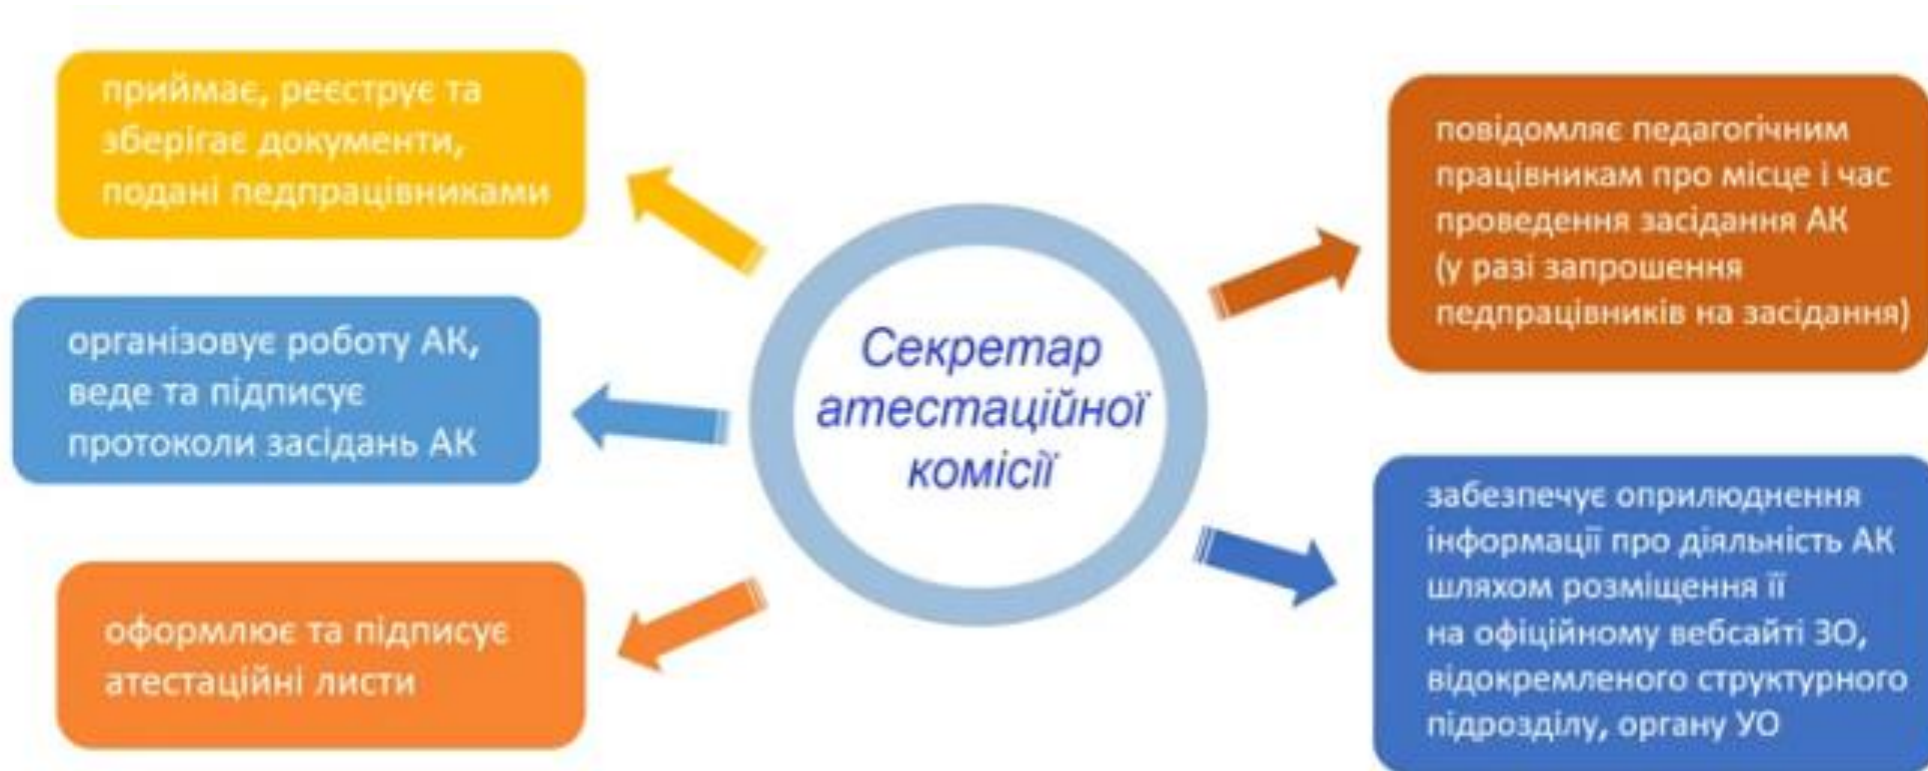 приймає, реєструє та
зберігає документи,
подані педпрацівниками
організовує роботу АК,
веде та підписує
протоколи засідань АК
оформлює та підписує
атестаційні листи
Секретар
атестаційної
комісії
повідомляє педагогічним
працівникам про місце і час
проведення засідання АК
(у разі запрошення
педпрацівників на засідання)
забезпечує оприлюднення
інформації про діяльність АК
шляхом розміщення її
на офіційному вебсайті ЗО,
відокремленого структурного
підрозділу, органу УО